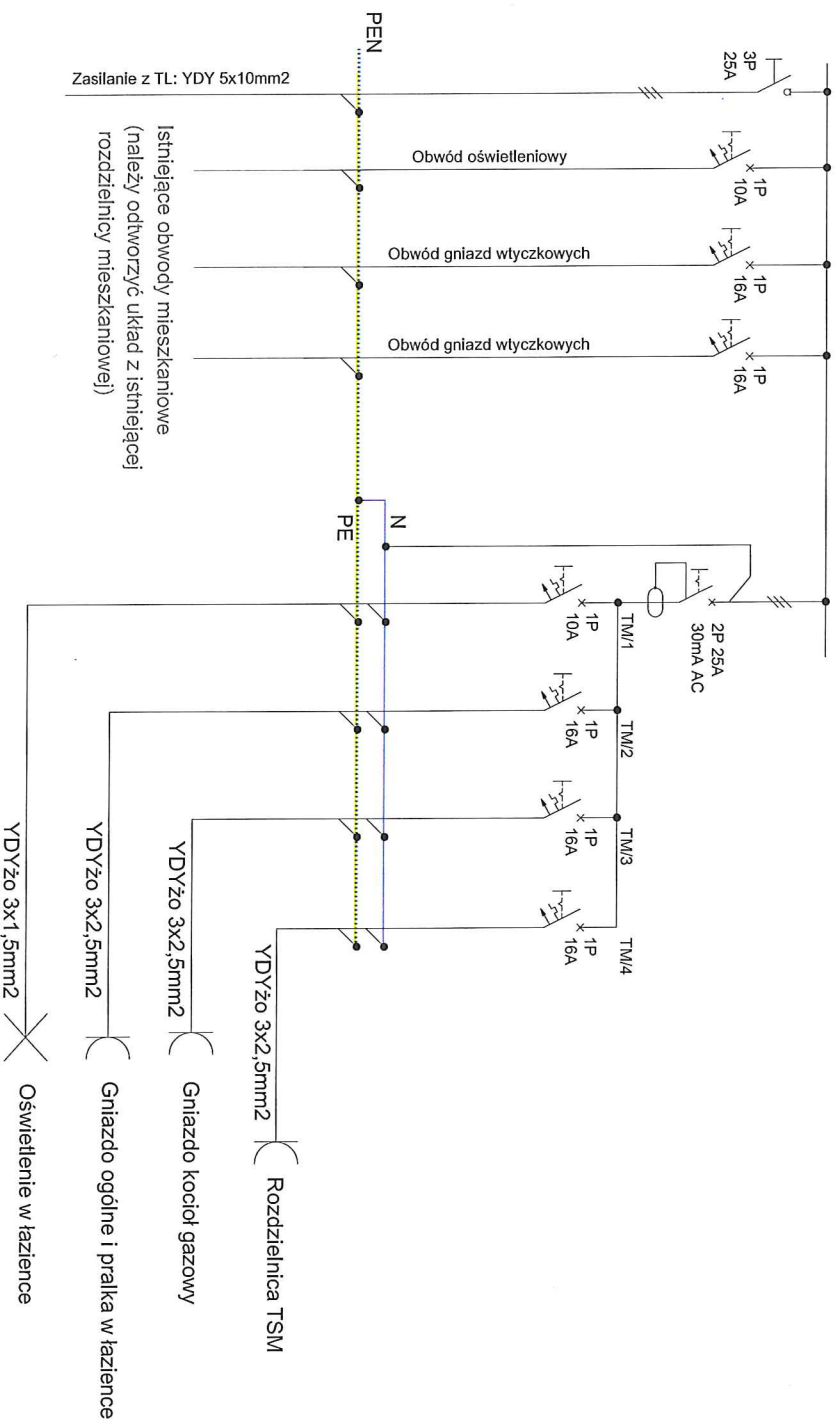 3P
25A
1P
10A
1P
16A
1P
16A
2P 25A
30mA AC
TM/1
TM/2
TM/3
TM/4
1P
10A
1P
16A
1P
16A
1P
16A
Zasilanie z TL: YDY 5x10mm2
Obwód oświetleniowy
Obwód gniazd wtyczkowych
Obwód gniazd wtyczkowych
PEN
N
PE
Istniejące obwody mieszkaniowe
(należy odtworzyć układ z istniejącej
rozdzielnicy mieszkaniowej)
YDYżo 3x2,5mm2
Rozdzielnica TSM
YDYżo 3x2,5mm2
Gniazdo kocioł gazowy
YDYżo 3x2,5mm2
Gniazdo ogólne i pralka w łazience
YDYżo 3x1,5mm2
Oświetlenie w łazience